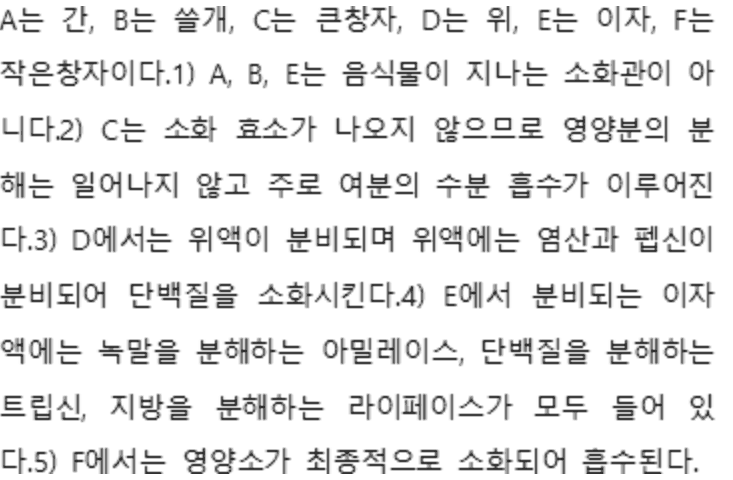 A는 간, B는 쓸개, C는 큰창자, D는 위, E는 이자, F는
작은창자이다.1) A, B, E는 음식물이 지나는 소화관이 아
니다.2) C는 소화 효소가 나오지 않으므로 영양분의 분
해는 일어나지 않고 주로 여분의 수분 흡수가 이루어진
다.3) D에서는 위액이 분비되며 위액에는 염산과 펩신이
분비되어 단백질을 소화시킨다.4) E에서 분비되는 이자
액에는 녹말을 분해하는 아밀레이스, 단백질을 분해하는
트립신, 지방을 분해하는 라이페이스가 모두 들어 있
다.5) F에서는 영양소가 최종적으로 소화되어 흡수된다.